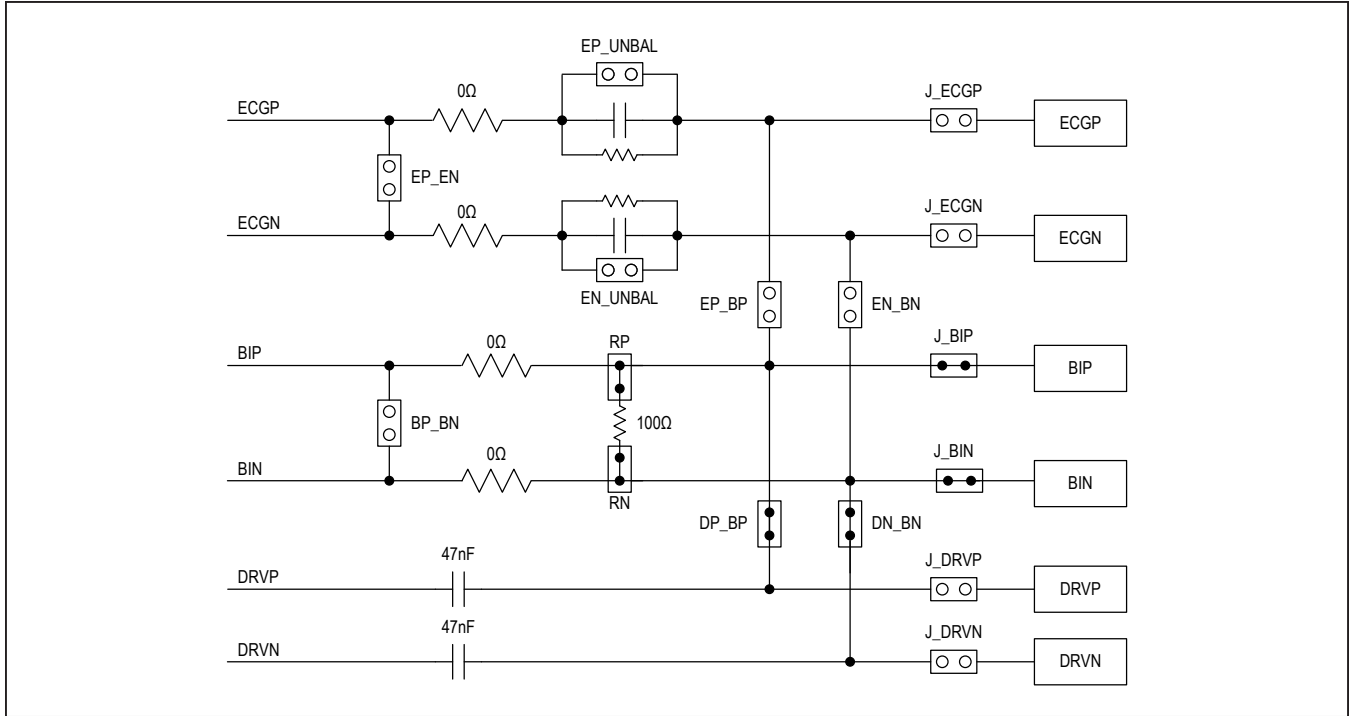 EP_UNBAL
0Ω
J_ECGP
ECGP
ECGP
EP_EN
0Ω
J_ECGN
ECGN
ECGN
EN_UNBAL
EP_BP
EN_BN
0Ω
RP
J_BIP
BIP
BIP
BP_BN
100Ω
0Ω
J_BIN
BIN
BIN
RN
DP_BP
DN_BN
47nF
J_DRVP
DRVP
DRVP
47nF
J_DRVN
DRVN
DRVN